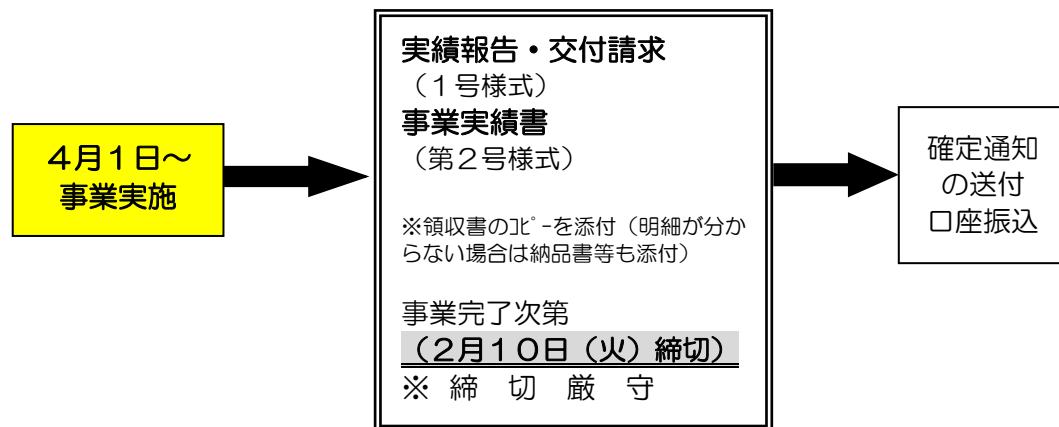 4月1日~
事業実施
実績報告・交付請求
(1号様式)
事業実績書
(第2号様式)
※領収書のｺﾋﾟｰを添付(明細が分か
らない場合は納品書等も添付)
事業完了次第
(2月10日(火)締切)
※ 締 切 厳 守
確定通知
の送付
口座振込